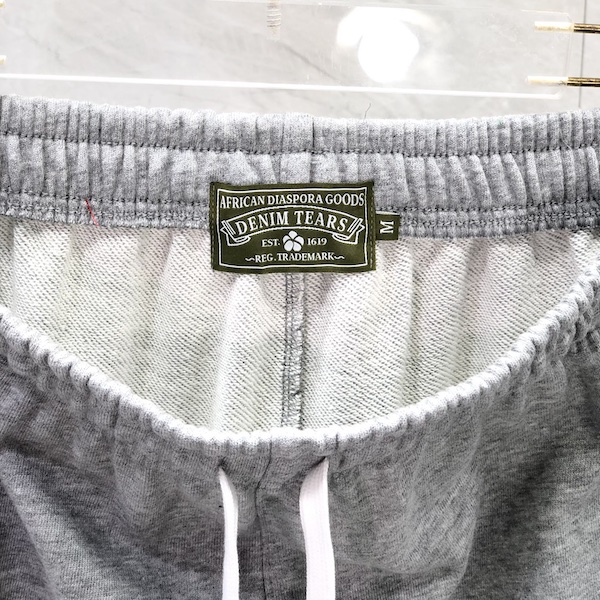 AFRICAN DIASPORA GOODS
DENIM TEARS
EST. 1619
REG. TRADEMARK
M